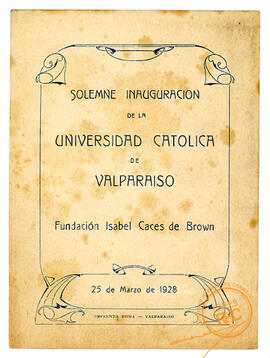 SOLEMNE INAUGURACION
DE LA
UNIVERSIDAD CATOLICA
DE
VALPARAISO
Fundación Isabel Caces de Brown
25 de Marzo de 1928
IMPRENTA ROMA — VALPARAISO